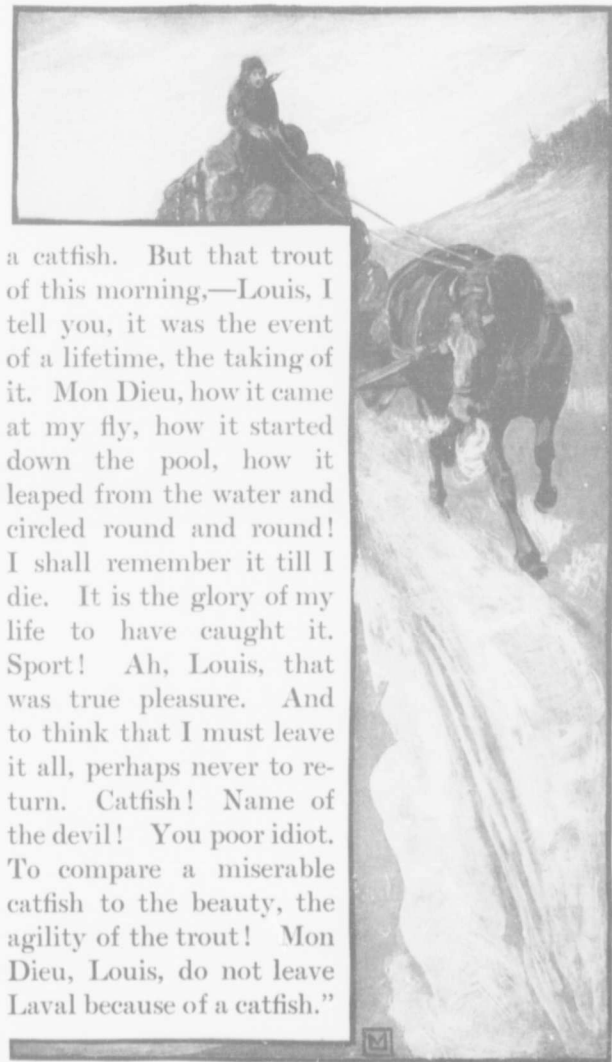 a catfish. But that trout
of this morning,—Louis, I
tell you, it was the event
of a lifetime, the taking of
it. Mon Dieu, how it came
at my fly, how it started
down the pool, how it
leaped from the water and
circled round and round!
I shall remember it till I
die. It is the glory of my
life to have caught it.
Sport! Ah, Louis, that
was true pleasure. And
to think that I must leave
it all, perhaps never to re-
turn. Catfish! Name of
the devil! You poor idiot.
To compare a miserable
catfish to the beauty, the
agility of the trout! Mon
Dieu, Louis, do not leave
Laval because of a catfish.”